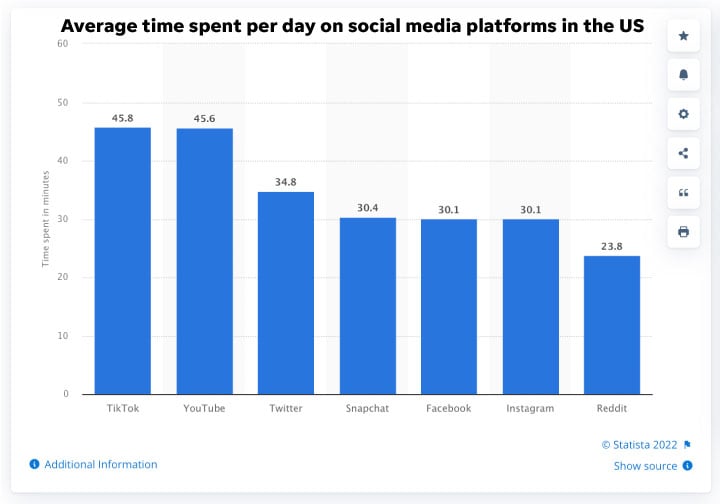 Average time spent per day on social media platforms in the US
Time spent in minutes
60
50
40
30
20
10
0
45.8
45.6
34.8
30.4
30.1
30.1
23.8
TikTok
YouTube
Twitter
Snapchat
Facebook
Instagram
Reddit
© Statista 2022
Additional Information
Show source